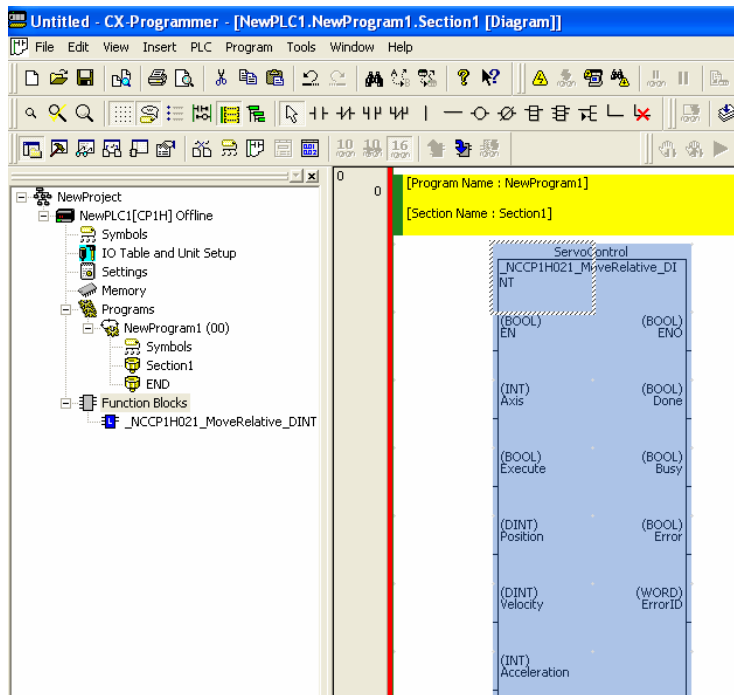 Untitled - CX-Programmer - [NewPLC1.NewProgram1.Section1 [Diagram]]
File Edit View Insert PLC Program Tools Window Help
10 10 16
NewProject
NewPLC1[CP1H] Offline
Symbols
IO Table and Unit Setup
Settings
Memory
Programs
NewProgram1 (00)
Symbols
Section1
END
Function Blocks
_NCCP1H021_MoveRelative_DINT
0
0
[Program Name : NewProgram1]
[Section Name : Section1]
ServoControl
_NCCP1H021_MoveRelative_DI
NT
(BOOL) (BOOL)
EN ENO
(INT) (BOOL)
Axis Done
(BOOL) (BOOL)
Execute Busy
(DINT) (BOOL)
Position Error
(DINT) (WORD)
Velocity ErrorID
(INT)
Acceleration